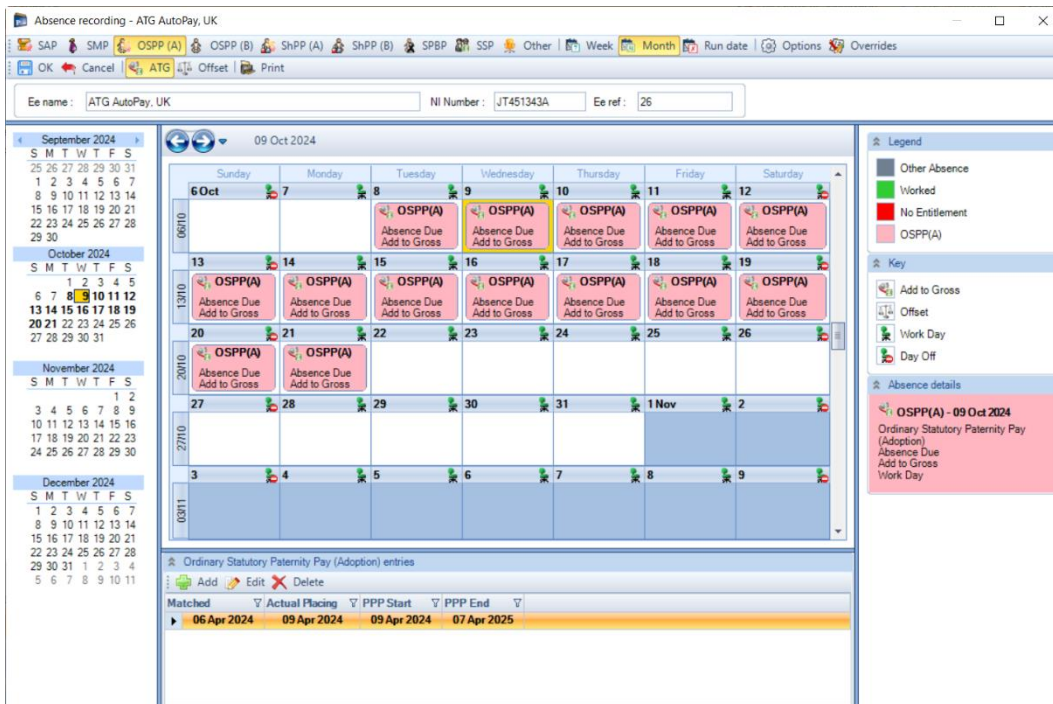 Absence recording - ATG AutoPay, UK
SAP SMP OSPP (A) OSPP (B) ShPP (A) ShPP (B) SPBP SSP Other Week Month Run date Options Overrides
OK Cancel ATG Offset Print
Ee name : ATG AutoPay, UK NI Number : JT451343A Ee ref : 26
September 2024
S M T W T F S
25 26 27 28 29 30 31
1 2 3 4 5 6 7
8 9 10 11 12 13 14
15 16 17 18 19 20 21
22 23 24 25 26 27 28
29 30
October 2024
S M T W T F S
1 2 3 4 5
6 7 8 9 10 11 12
13 14 15 16 17 18 19
20 21 22 23 24 25 26
27 28 29 30 31
November 2024
S M T W T F S
1 2
3 4 5 6 7 8 9
10 11 12 13 14 15 16
17 18 19 20 21 22 23
24 25 26 27 28 29 30
December 2024
S M T W T F S
1 2 3 4 5 6 7
8 9 10 11 12 13 14
15 16 17 18 19 20 21
22 23 24 25 26 27 28
29 30 31 1 2 3 4
5 6 7 8 9 10 11
09 Oct 2024
Sunday Monday Tuesday Wednesday Thursday Friday Saturday
6 Oct 7 8 9 10 11 12
06/10
OSPP(A) OSPP(A) OSPP(A) OSPP(A) OSPP(A)
Absence Due Absence Due Absence Due Absence Due Absence Due
Add to Gross Add to Gross Add to Gross Add to Gross Add to Gross
13 14 15 16 17 18 19
13/10
OSPP(A) OSPP(A) OSPP(A) OSPP(A) OSPP(A) OSPP(A) OSPP(A)
Absence Due Absence Due Absence Due Absence Due Absence Due Absence Due Absence Due
Add to Gross Add to Gross Add to Gross Add to Gross Add to Gross Add to Gross Add to Gross
20 21 22 23 24 25 26
20/10
OSPP(A) OSPP(A)
Absence Due Absence Due
Add to Gross Add to Gross
27 28 29 30 31 1 Nov 2
27/10
3 4 5 6 7 8 9
03/11
Ordinary Statutory Paternity Pay (Adoption) entries
Add Edit Delete
Matched Actual Placing PPP Start PPP End
06 Apr 2024 09 Apr 2024 09 Apr 2024 07 Apr 2025
Legend
Other Absence
Worked
No Entitlement
OSPP(A)
Key
Add to Gross
Offset
Work Day
Day Off
Absence details
OSPP(A) - 09 Oct 2024
Ordinary Statutory Paternity Pay
(Adoption)
Absence Due
Add to Gross
Work Day